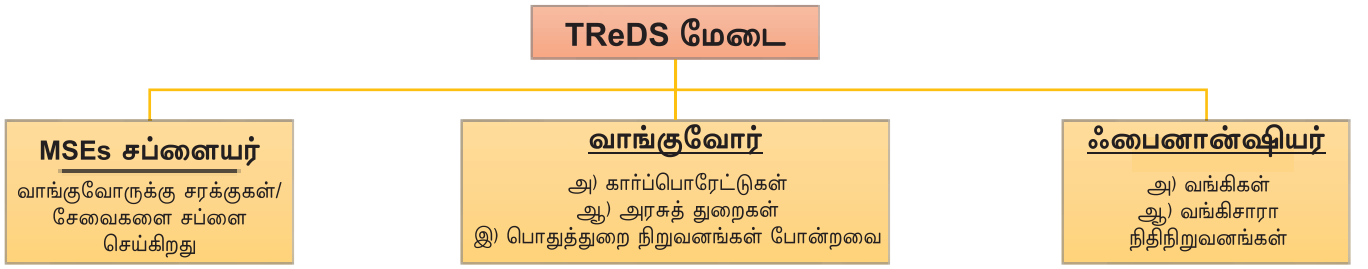 TReDS மேடை
MSEs சப்ளையர்
வாங்குவோருக்கு சரக்குகள்/
சேவைகளை சப்ளை
செய்கிறது
வாங்குவோர்
அ) கார்ப்பொரேட்டுகள்
ஆ) அரசுத் துறைகள்
இ) பொதுத்துறை நிறுவனங்கள் போன்றவை
ஃபைனான்ஷியர்
அ) வங்கிகள்
ஆ) வங்கிசாரா
நிதிநிறுவனங்கள்